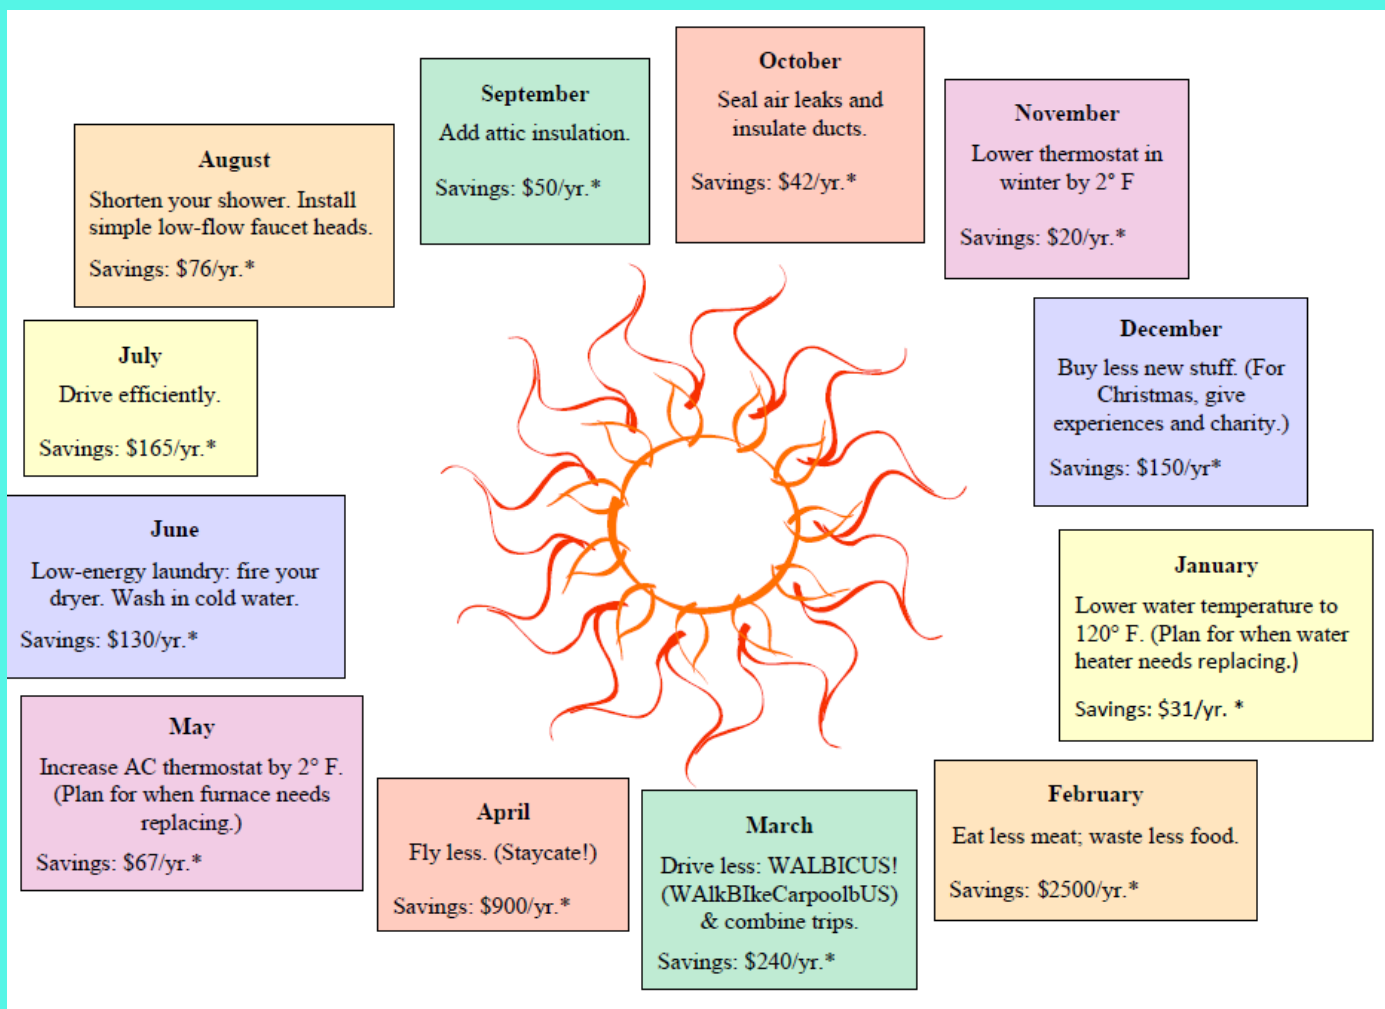 October
Seal air leaks and
insulate ducts.
Savings: $42/yr.*
September
Add attic insulation.
Savings: $50/yr.*
November
Lower thermostat in
winter by 2° F
Savings: $20/yr.*
August
Shorten your shower. Install
simple low-flow faucet heads.
Savings: $76/yr.*
December
Buy less new stuff. (For
Christmas, give
experiences and charity.)
Savings: $150/yr*
July
Drive efficiently.
Savings: $165/yr.*
June
Low-energy laundry: fire your
dryer. Wash in cold water.
Savings: $130/yr.*
January
Lower water temperature to
120° F. (Plan for when water
heater needs replacing.)
Savings: $31/yr. *
May
Increase AC thermostat by 2° F.
(Plan for when furnace needs
replacing.)
Savings: $67/yr.*
April
Fly less. (Staycate!)
Savings: $900/yr.*
March
Drive less: WALBICUS!
(WAlkBIkeCarpoolbUS)
& combine trips.
Savings: $240/yr.*
February
Eat less meat; waste less food.
Savings: $2500/yr.*